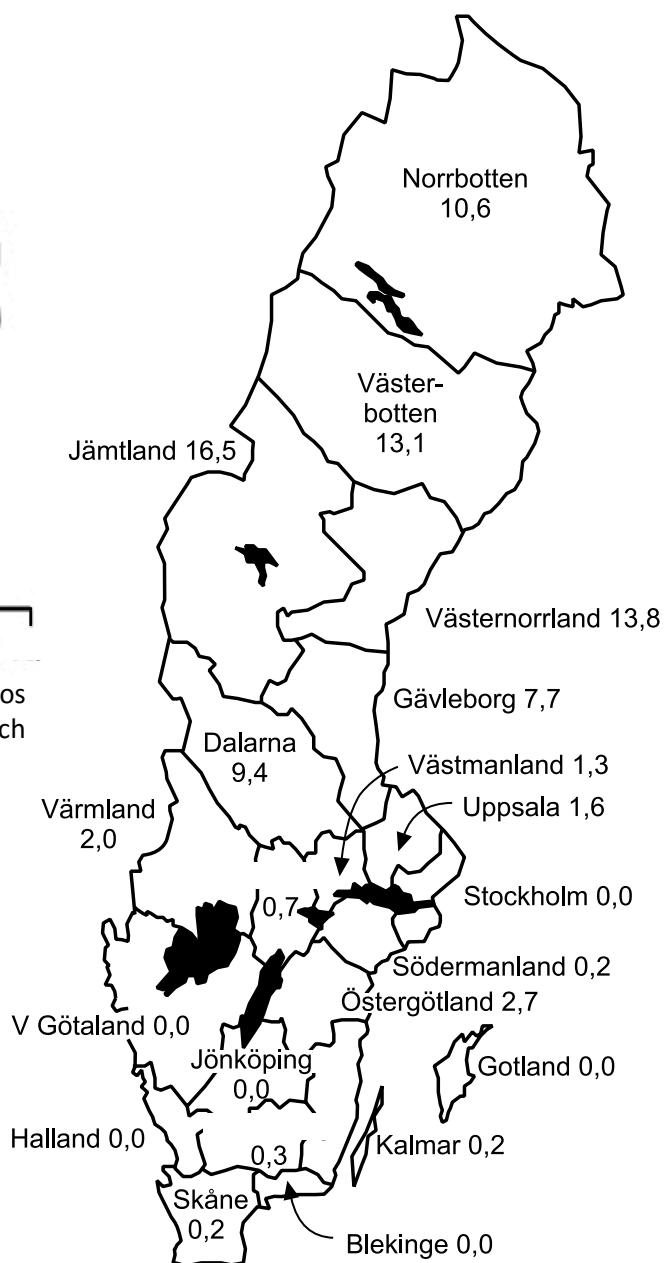 Norrbotten
10,6
Väster-
botten
13,1
Jämtland 16,5
Västernorrland 13,8
os
ch
Gävleborg 7,7
Dalarna
9,4
Västmanland 1,3
Värmland
2,0
Uppsala 1,6
0,7
Stockholm 0,0
Södermanland 0,2
Östergötland 2,7
V Götaland 0,0
Jönköping
0,0
Gotland 0,0
Halland 0,0
Kalmar 0,2
0,3
Skåne
0,2
Blekinge 0,0